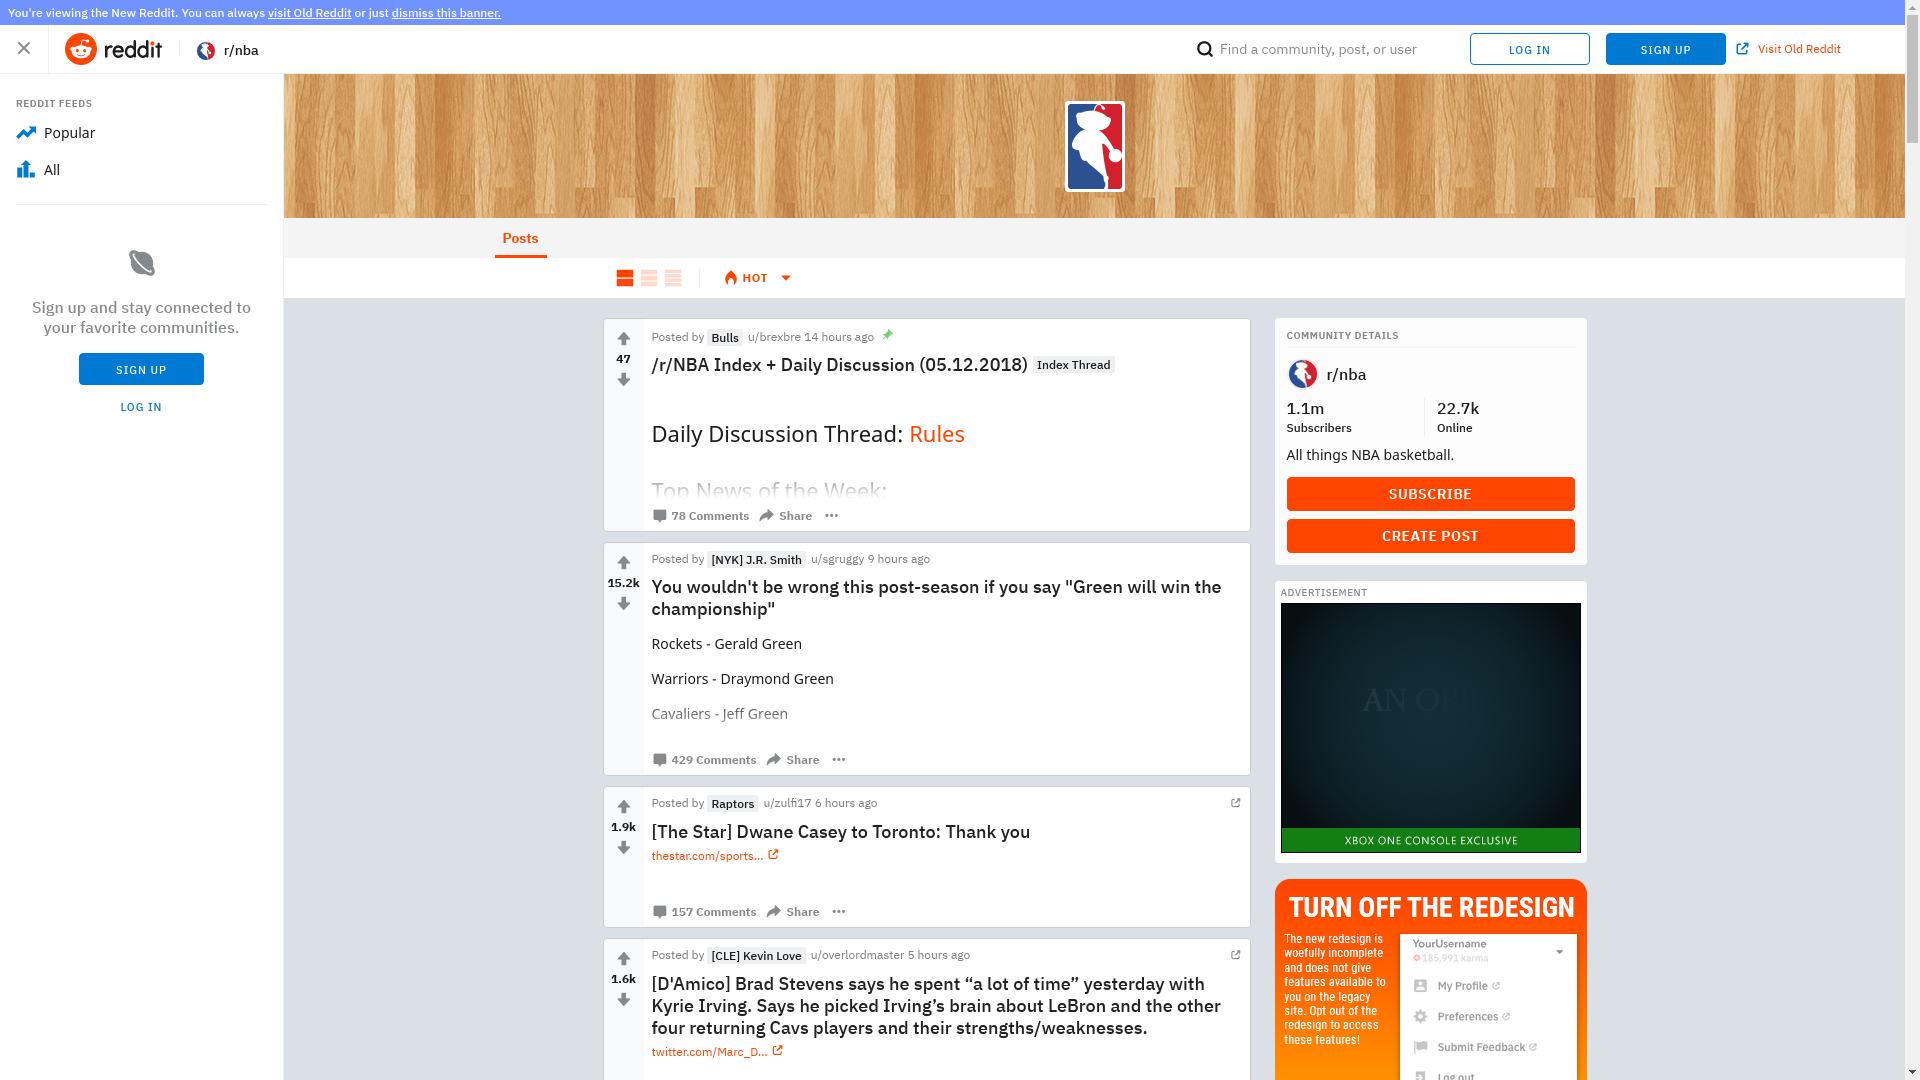 You're viewing the New Reddit. You can always visit Old Reddit or just dismiss this banner.
reddit
r/nba
Find a community, post, or user
LOG IN
SIGN UP
Visit Old Reddit
REDDIT FEEDS
Popular
All
Sign up and stay connected to
your favorite communities.
SIGN UP
LOG IN
Posts
HOT
Posted by Bulls u/brexbre 14 hours ago
47
/r/NBA Index + Daily Discussion (05.12.2018) Index Thread
Daily Discussion Thread: Rules
Top News of the Week:
78 Comments Share
Posted by [NYK] J.R. Smith u/sgruggy 9 hours ago
15.2k
You wouldn't be wrong this post-season if you say "Green will win the
championship"
Rockets - Gerald Green
Warriors - Draymond Green
Cavaliers - Jeff Green
429 Comments Share
Posted by Raptors u/zulfi17 6 hours ago
1.9k
[The Star] Dwane Casey to Toronto: Thank you
thestar.com/sports...
157 Comments Share
Posted by [CLE] Kevin Love u/overlordmaster 5 hours ago
1.6k
[D'Amico] Brad Stevens says he spent “a lot of time” yesterday with
Kyrie Irving. Says he picked Irving’s brain about LeBron and the other
four returning Cavs players and their strengths/weaknesses.
twitter.com/Marc_D...
COMMUNITY DETAILS
r/nba
1.1m
Subscribers
22.7k
Online
All things NBA basketball.
SUBSCRIBE
CREATE POST
ADVERTISEMENT
AN
XBOX ONE CONSOLE EXCLUSIVE
TURN OFF THE REDESIGN
The new redesign is
woefully incomplete
and does not give
features available to
you on the legacy
site. Opt out of the
redesign to access
these features!
YourUsername
185,991 karma
My Profile
Preferences
Submit Feedback
Log out